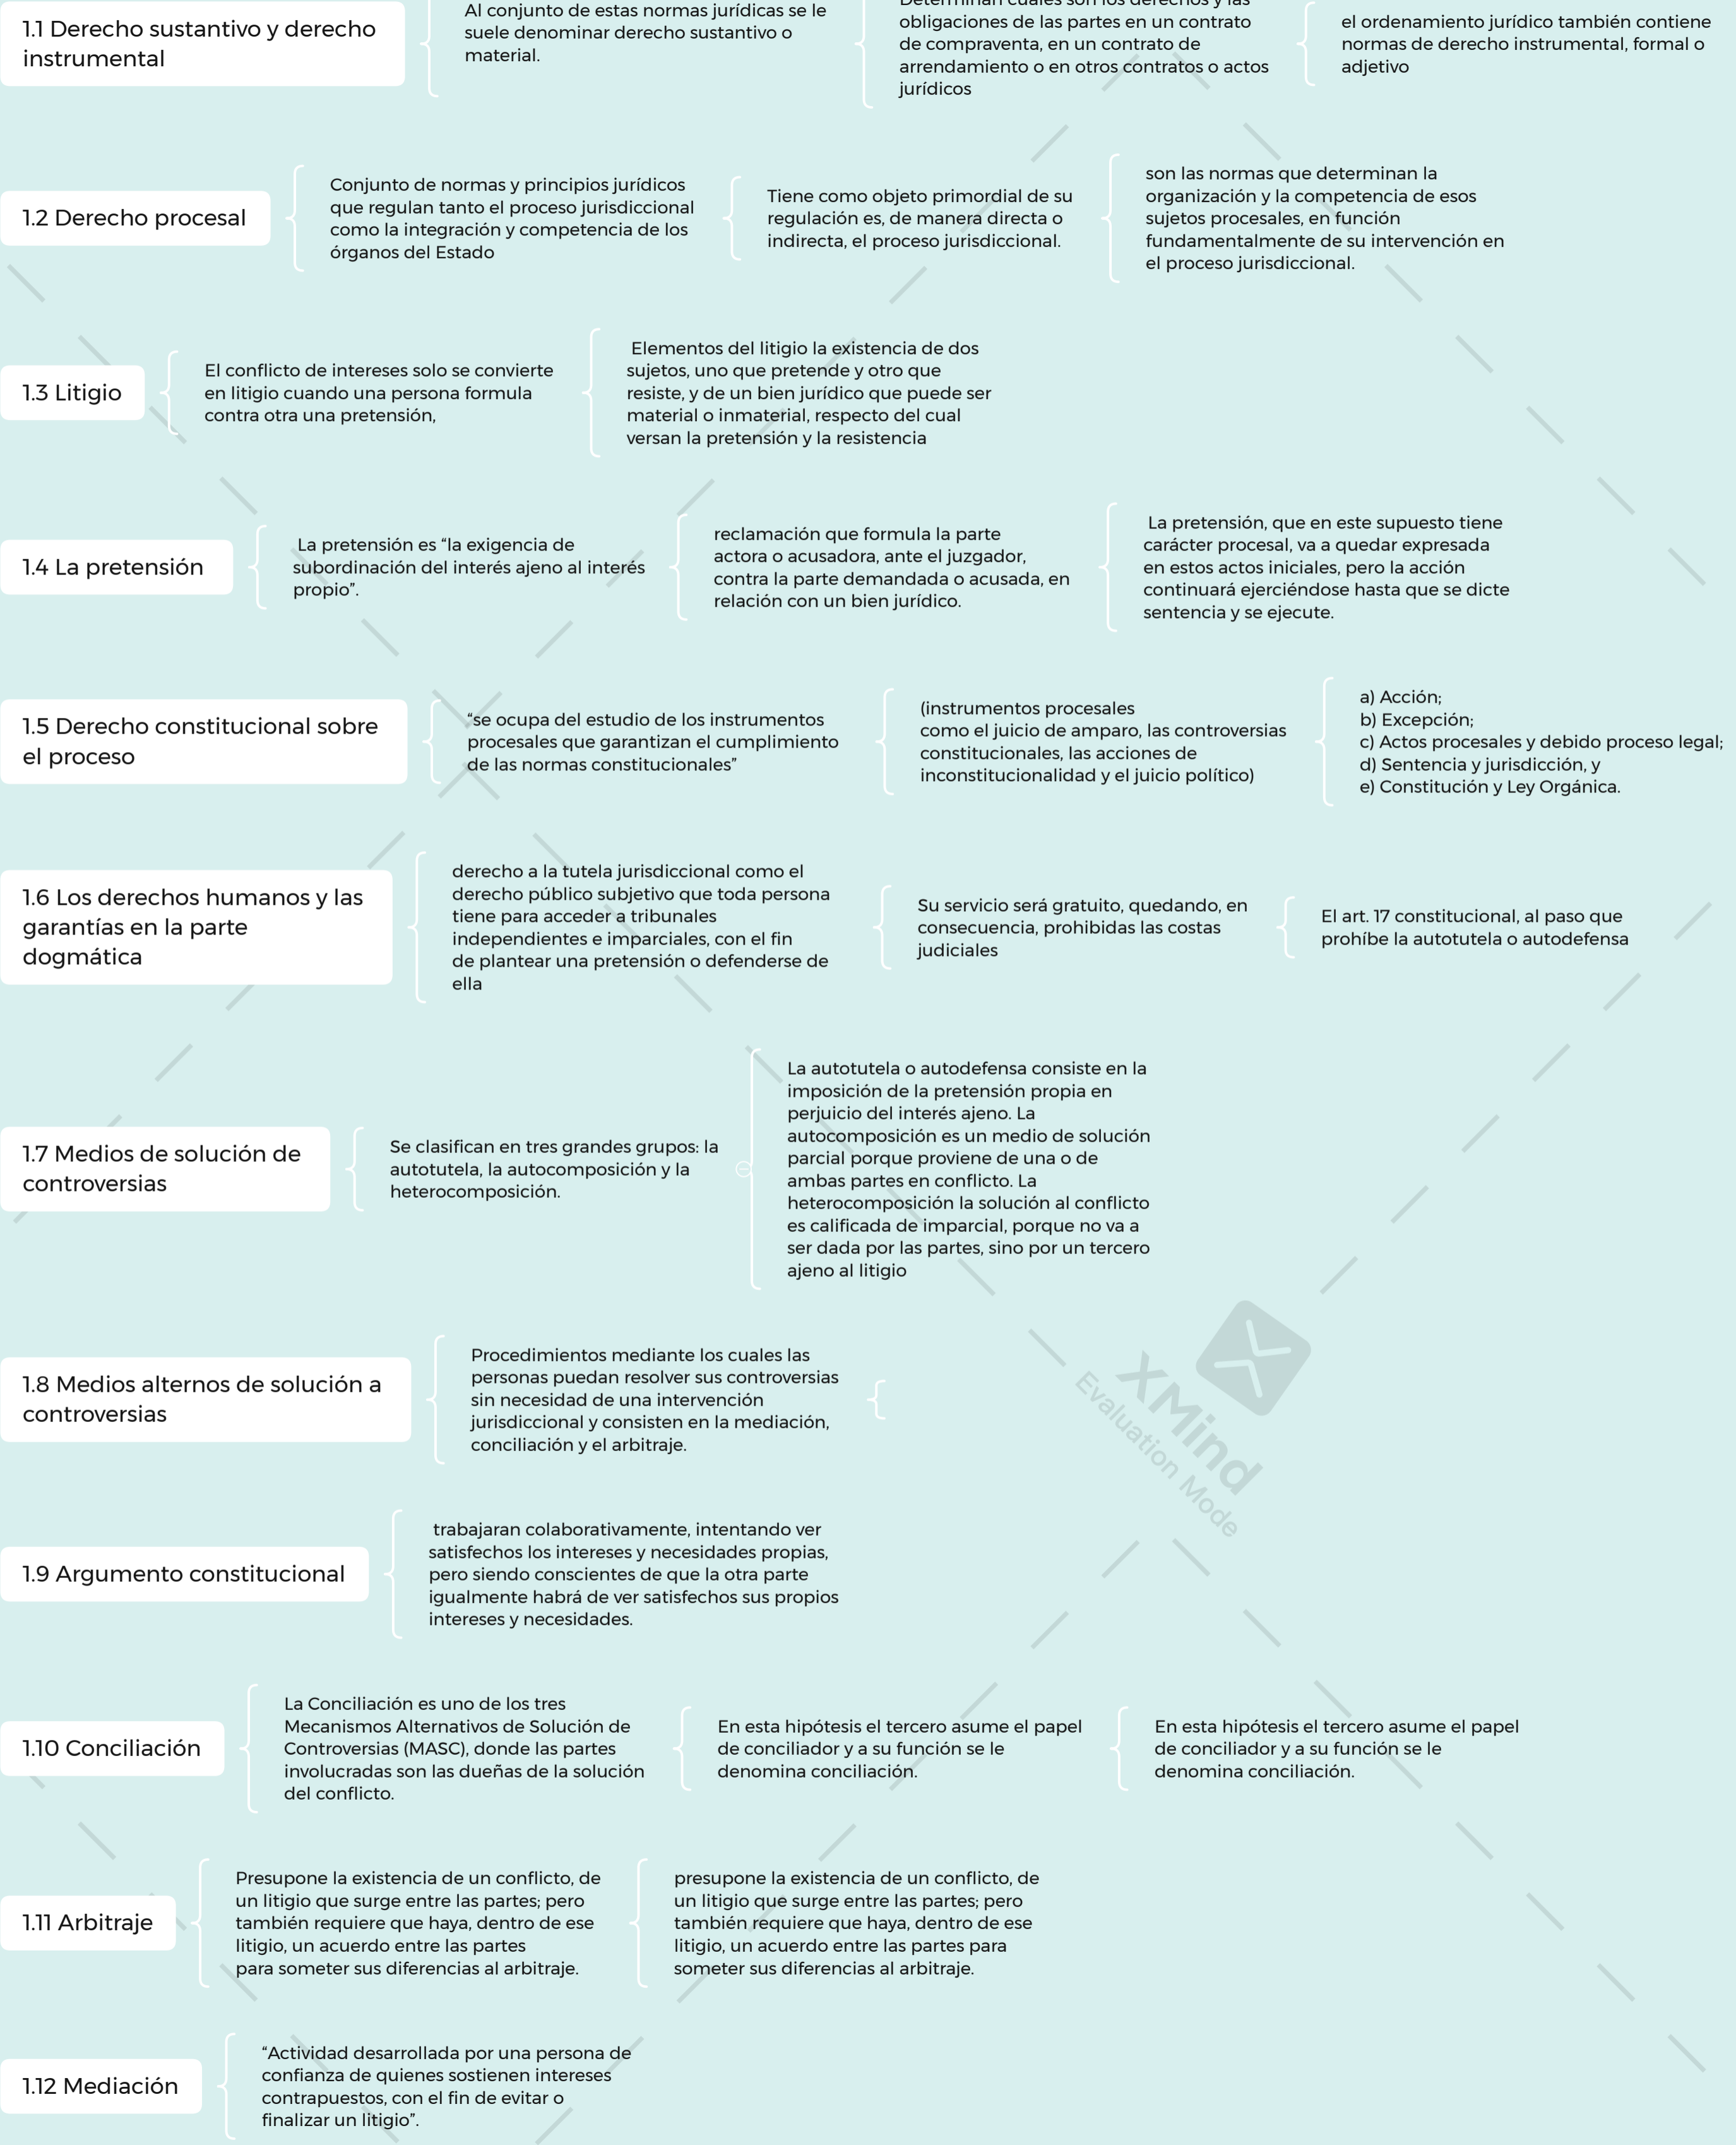 1.1 Derecho sustantivo y derecho
instrumental
Al conjunto de estas normas jurídicas se le
suele denominar derecho sustantivo o
material.
Determinan cuáles son los derechos y las
obligaciones de las partes en un contrato
de compraventa, en un contrato de
arrendamiento o en otros contratos o actos
jurídicos
el ordenamiento jurídico también contiene
normas de derecho instrumental, formal o
adjetivo
1.2 Derecho procesal
Conjunto de normas y principios jurídicos
que regulan tanto el proceso jurisdiccional
como la integración y competencia de los
órganos del Estado
Tiene como objeto primordial de su
regulación es, de manera directa o
indirecta, el proceso jurisdiccional.
son las normas que determinan la
organización y la competencia de esos
sujetos procesales, en función
fundamentalmente de su intervención en
el proceso jurisdiccional.
1.3 Litigio
El conflicto de intereses solo se convierte
en litigio cuando una persona formula
contra otra una pretensión,
Elementos del litigio la existencia de dos
sujetos, uno que pretende y otro que
resiste, y de un bien jurídico que puede ser
material o inmaterial, respecto del cual
versan la pretensión y la resistencia
1.4 La pretensión
La pretensión es “la exigencia de
subordinación del interés ajeno al interés
propio”.
reclamación que formula la parte
actora o acusadora, ante el juzgador,
contra la parte demandada o acusada, en
relación con un bien jurídico.
La pretensión, que en este supuesto tiene
carácter procesal, va a quedar expresada
en estos actos iniciales, pero la acción
continuará ejerciéndose hasta que se dicte
sentencia y se ejecute.
1.5 Derecho constitucional sobre
el proceso
“se ocupa del estudio de los instrumentos
procesales que garantizan el cumplimiento
de las normas constitucionales”
(instrumentos procesales
como el juicio de amparo, las controversias
constitucionales, las acciones de
inconstitucionalidad y el juicio político)
a) Acción;
b) Excepción;
c) Actos procesales y debido proceso legal;
d) Sentencia y jurisdicción, y
e) Constitución y Ley Orgánica.
1.6 Los derechos humanos y las
garantías en la parte
dogmática
derecho a la tutela jurisdiccional como el
derecho público subjetivo que toda persona
tiene para acceder a tribunales
independientes e imparciales, con el fin
de plantear una pretensión o defenderse de
ella
Su servicio será gratuito, quedando, en
consecuencia, prohibidas las costas
judiciales
El art. 17 constitucional, al paso que
prohíbe la autotutela o autodefensa
1.7 Medios de solución de
controversias
Se clasifican en tres grandes grupos: la
autotutela, la autocomposición y la
heterocomposición.
La autotutela o autodefensa consiste en la
imposición de la pretensión propia en
perjuicio del interés ajeno. La
autocomposición es un medio de solución
parcial porque proviene de una o de
ambas partes en conflicto. La
heterocomposición la solución al conflicto
es calificada de imparcial, porque no va a
ser dada por las partes, sino por un tercero
ajeno al litigio
1.8 Medios alternos de solución a
controversias
Procedimientos mediante los cuales las
personas puedan resolver sus controversias
sin necesidad de una intervención
jurisdiccional y consisten en la mediación,
conciliación y el arbitraje.
XMind
Evaluation Mode
1.9 Argumento constitucional
trabajaran colaborativamente, intentando ver
satisfechos los intereses y necesidades propias,
pero siendo conscientes de que la otra parte
igualmente habrá de ver satisfechos sus propios
intereses y necesidades.
1.10 Conciliación
La Conciliación es uno de los tres
Mecanismos Alternativos de Solución de
Controversias (MASC), donde las partes
involucradas son las dueñas de la solución
del conflicto.
En esta hipótesis el tercero asume el papel
de conciliador y a su función se le
denomina conciliación.
En esta hipótesis el tercero asume el papel
de conciliador y a su función se le
denomina conciliación.
1.11 Arbitraje
Presupone la existencia de un conflicto, de
un litigio que surge entre las partes; pero
también requiere que haya, dentro de ese
litigio, un acuerdo entre las partes
para someter sus diferencias al arbitraje.
presupone la existencia de un conflicto, de
un litigio que surge entre las partes; pero
también requiere que haya, dentro de ese
litigio, un acuerdo entre las partes para
someter sus diferencias al arbitraje.
1.12 Mediación
“Actividad desarrollada por una persona de
confianza de quienes sostienen intereses
contrapuestos, con el fin de evitar o
finalizar un litigio”.